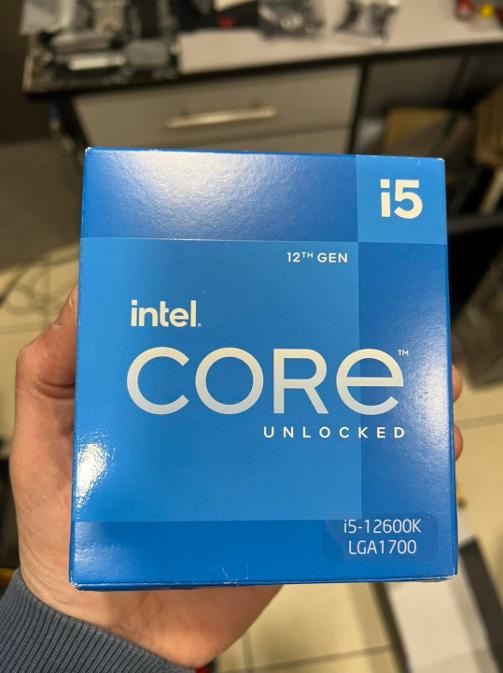 i5
12TH GEN
intel.
CORE™
UNLOCKED
i5-12600K
LGA1700